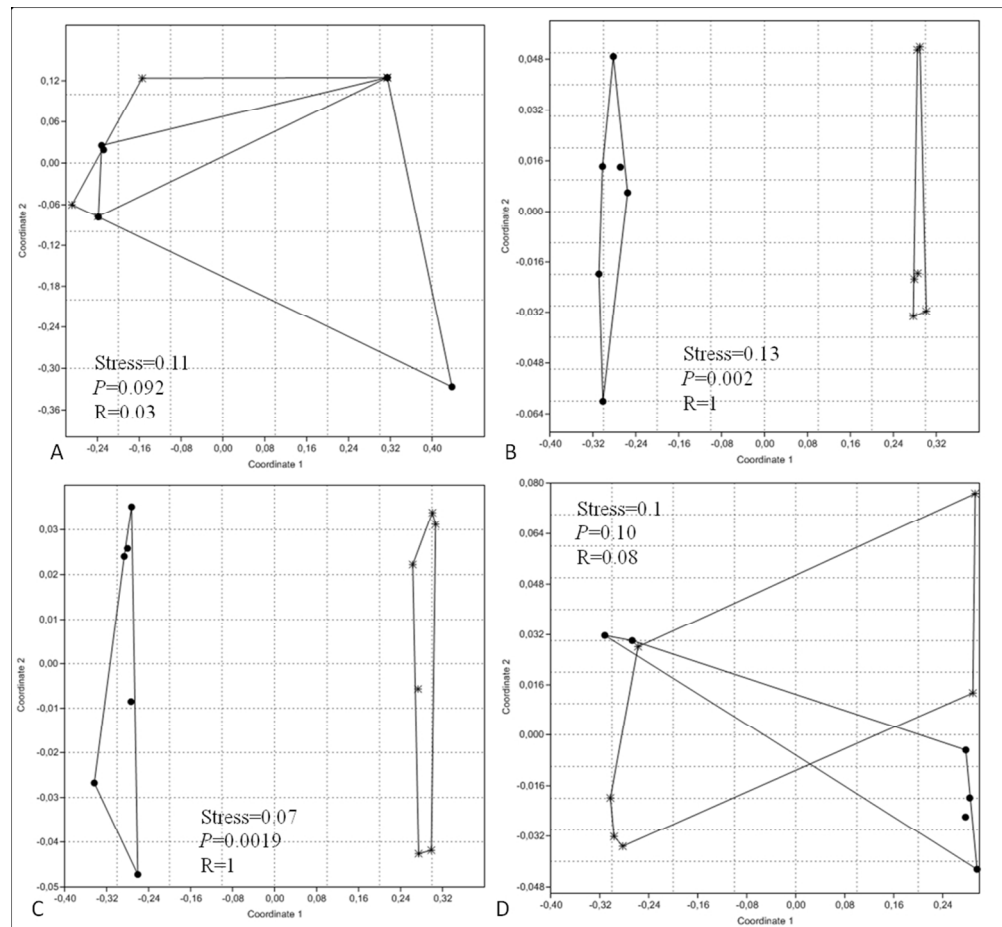 0,12
0,06
0,00
-0,06
-0,12
-0,18
-0,24
-0,30
-0,36
Coordinate 2
Stress=0.11
P=0.092
R=0.03
-0,24 -0,16 -0,08 0,00 0,08 0,16 0,24 0,32 0,40
Coordinate 1
A
0,048
0,032
0,016
0,000
-0,016
-0,032
-0,048
-0,064
Coordinate 2
Stress=0.13
P=0.002
R=1
-0,40 -0,32 -0,24 -0,16 -0,08 0,00 0,08 0,16 0,24 0,32
Coordinate 1
B
0,03
0,02
0,01
0,00
-0,01
-0,02
-0,03
-0,04
-0,05
Coordinate 2
Stress=0.07
P=0.0019
R=1
-0,40 -0,32 -0,24 -0,16 -0,08 0,00 0,08 0,16 0,24 0,32
Coordinate 1
C
0,080
0,064
0,048
0,032
0,016
0,000
-0,016
-0,032
-0,048
Coordinate 2
Stress=0.1
P=0.10
R=0.08
-0,40 -0,32 -0,24 -0,16 -0,08 0,00 0,08 0,16 0,24
Coordinate 1
D